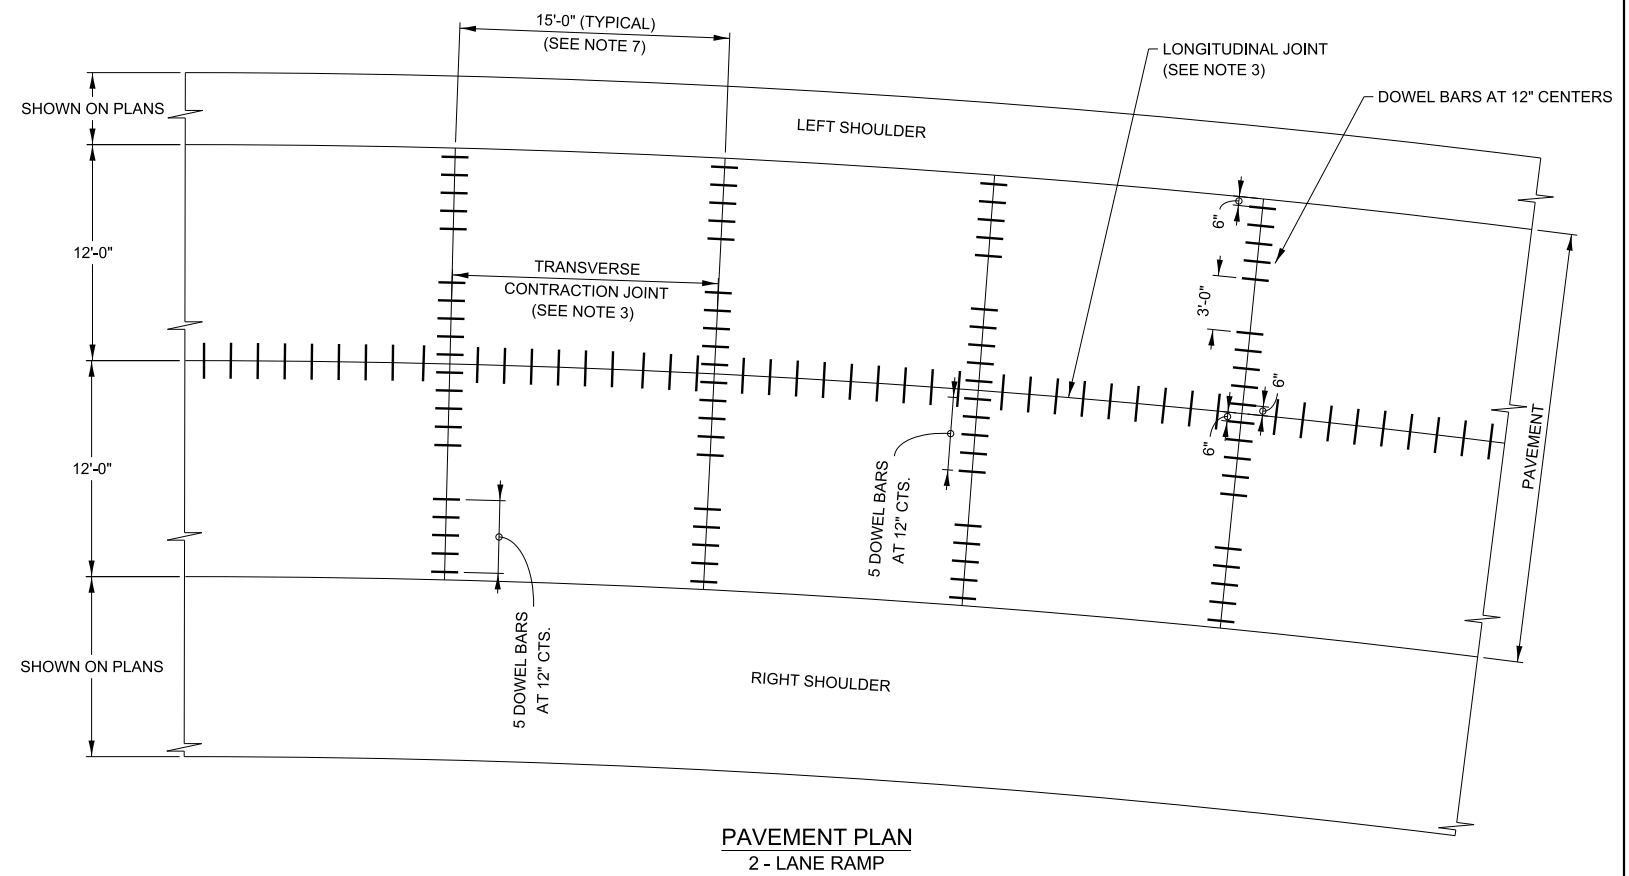 15'-0" (TYPICAL)
(SEE NOTE 7)
LONGITUDINAL JOINT
(SEE NOTE 3)
DOWEL BARS AT 12" CENTERS
SHOWN ON PLANS
LEFT SHOULDER
6"
12'-0"
TRANSVERSE
CONTRACTION JOINT
(SEE NOTE 3)
3'-0"
6"
6"
PAVEMENT
12'-0"
5 DOWEL BARS
AT 12" CTS.
5 DOWEL BARS
AT 12" CTS.
SHOWN ON PLANS
RIGHT SHOULDER
PAVEMENT PLAN
2 - LANE RAMP